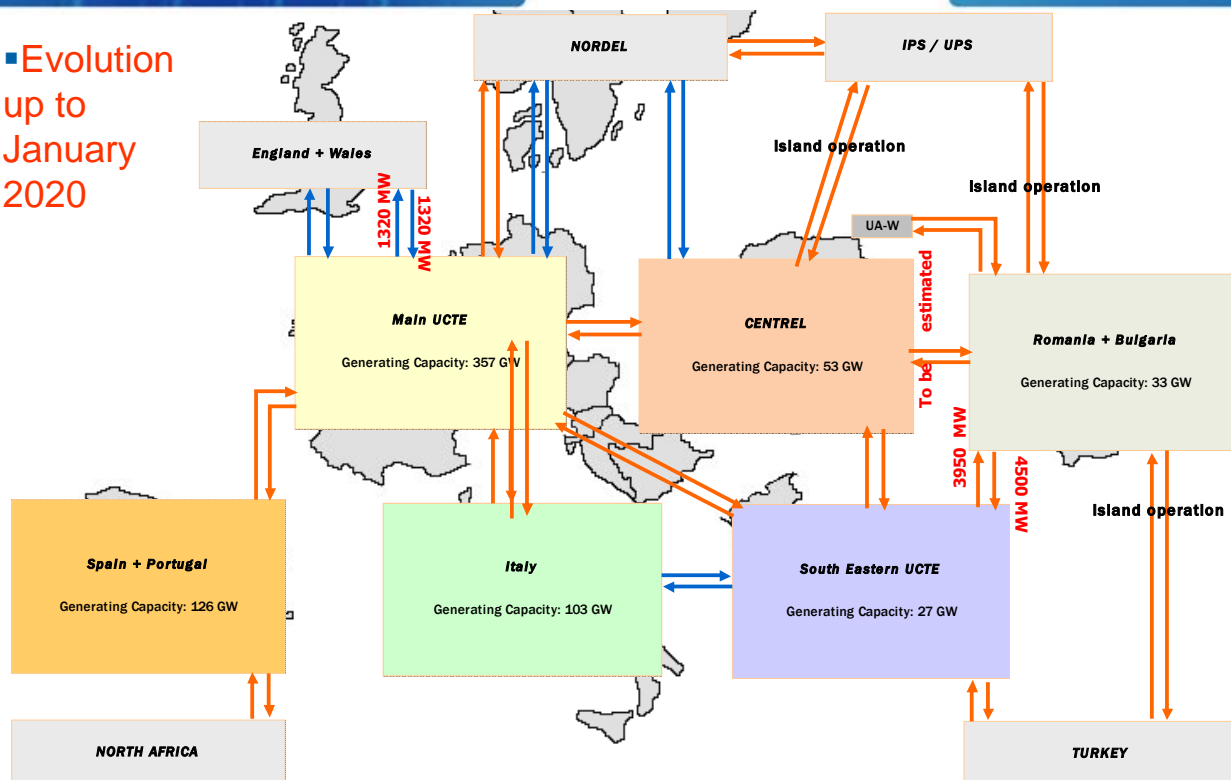 ▪Evolution
up to
January
2020
NORDEL
IPS / UPS
England + Wales
Island operation
Island operation
1320 MW
1320 MW
UA-W
Main UCTE
Generating Capacity: 357 GW
CENTREL
Generating Capacity: 53 GW
To be estimated
Romania + Bulgaria
Generating Capacity: 33 GW
3950 MW
4500 MW
Island operation
Spain + Portugal
Generating Capacity: 126 GW
Italy
Generating Capacity: 103 GW
South Eastern UCTE
Generating Capacity: 27 GW
NORTH AFRICA
TURKEY